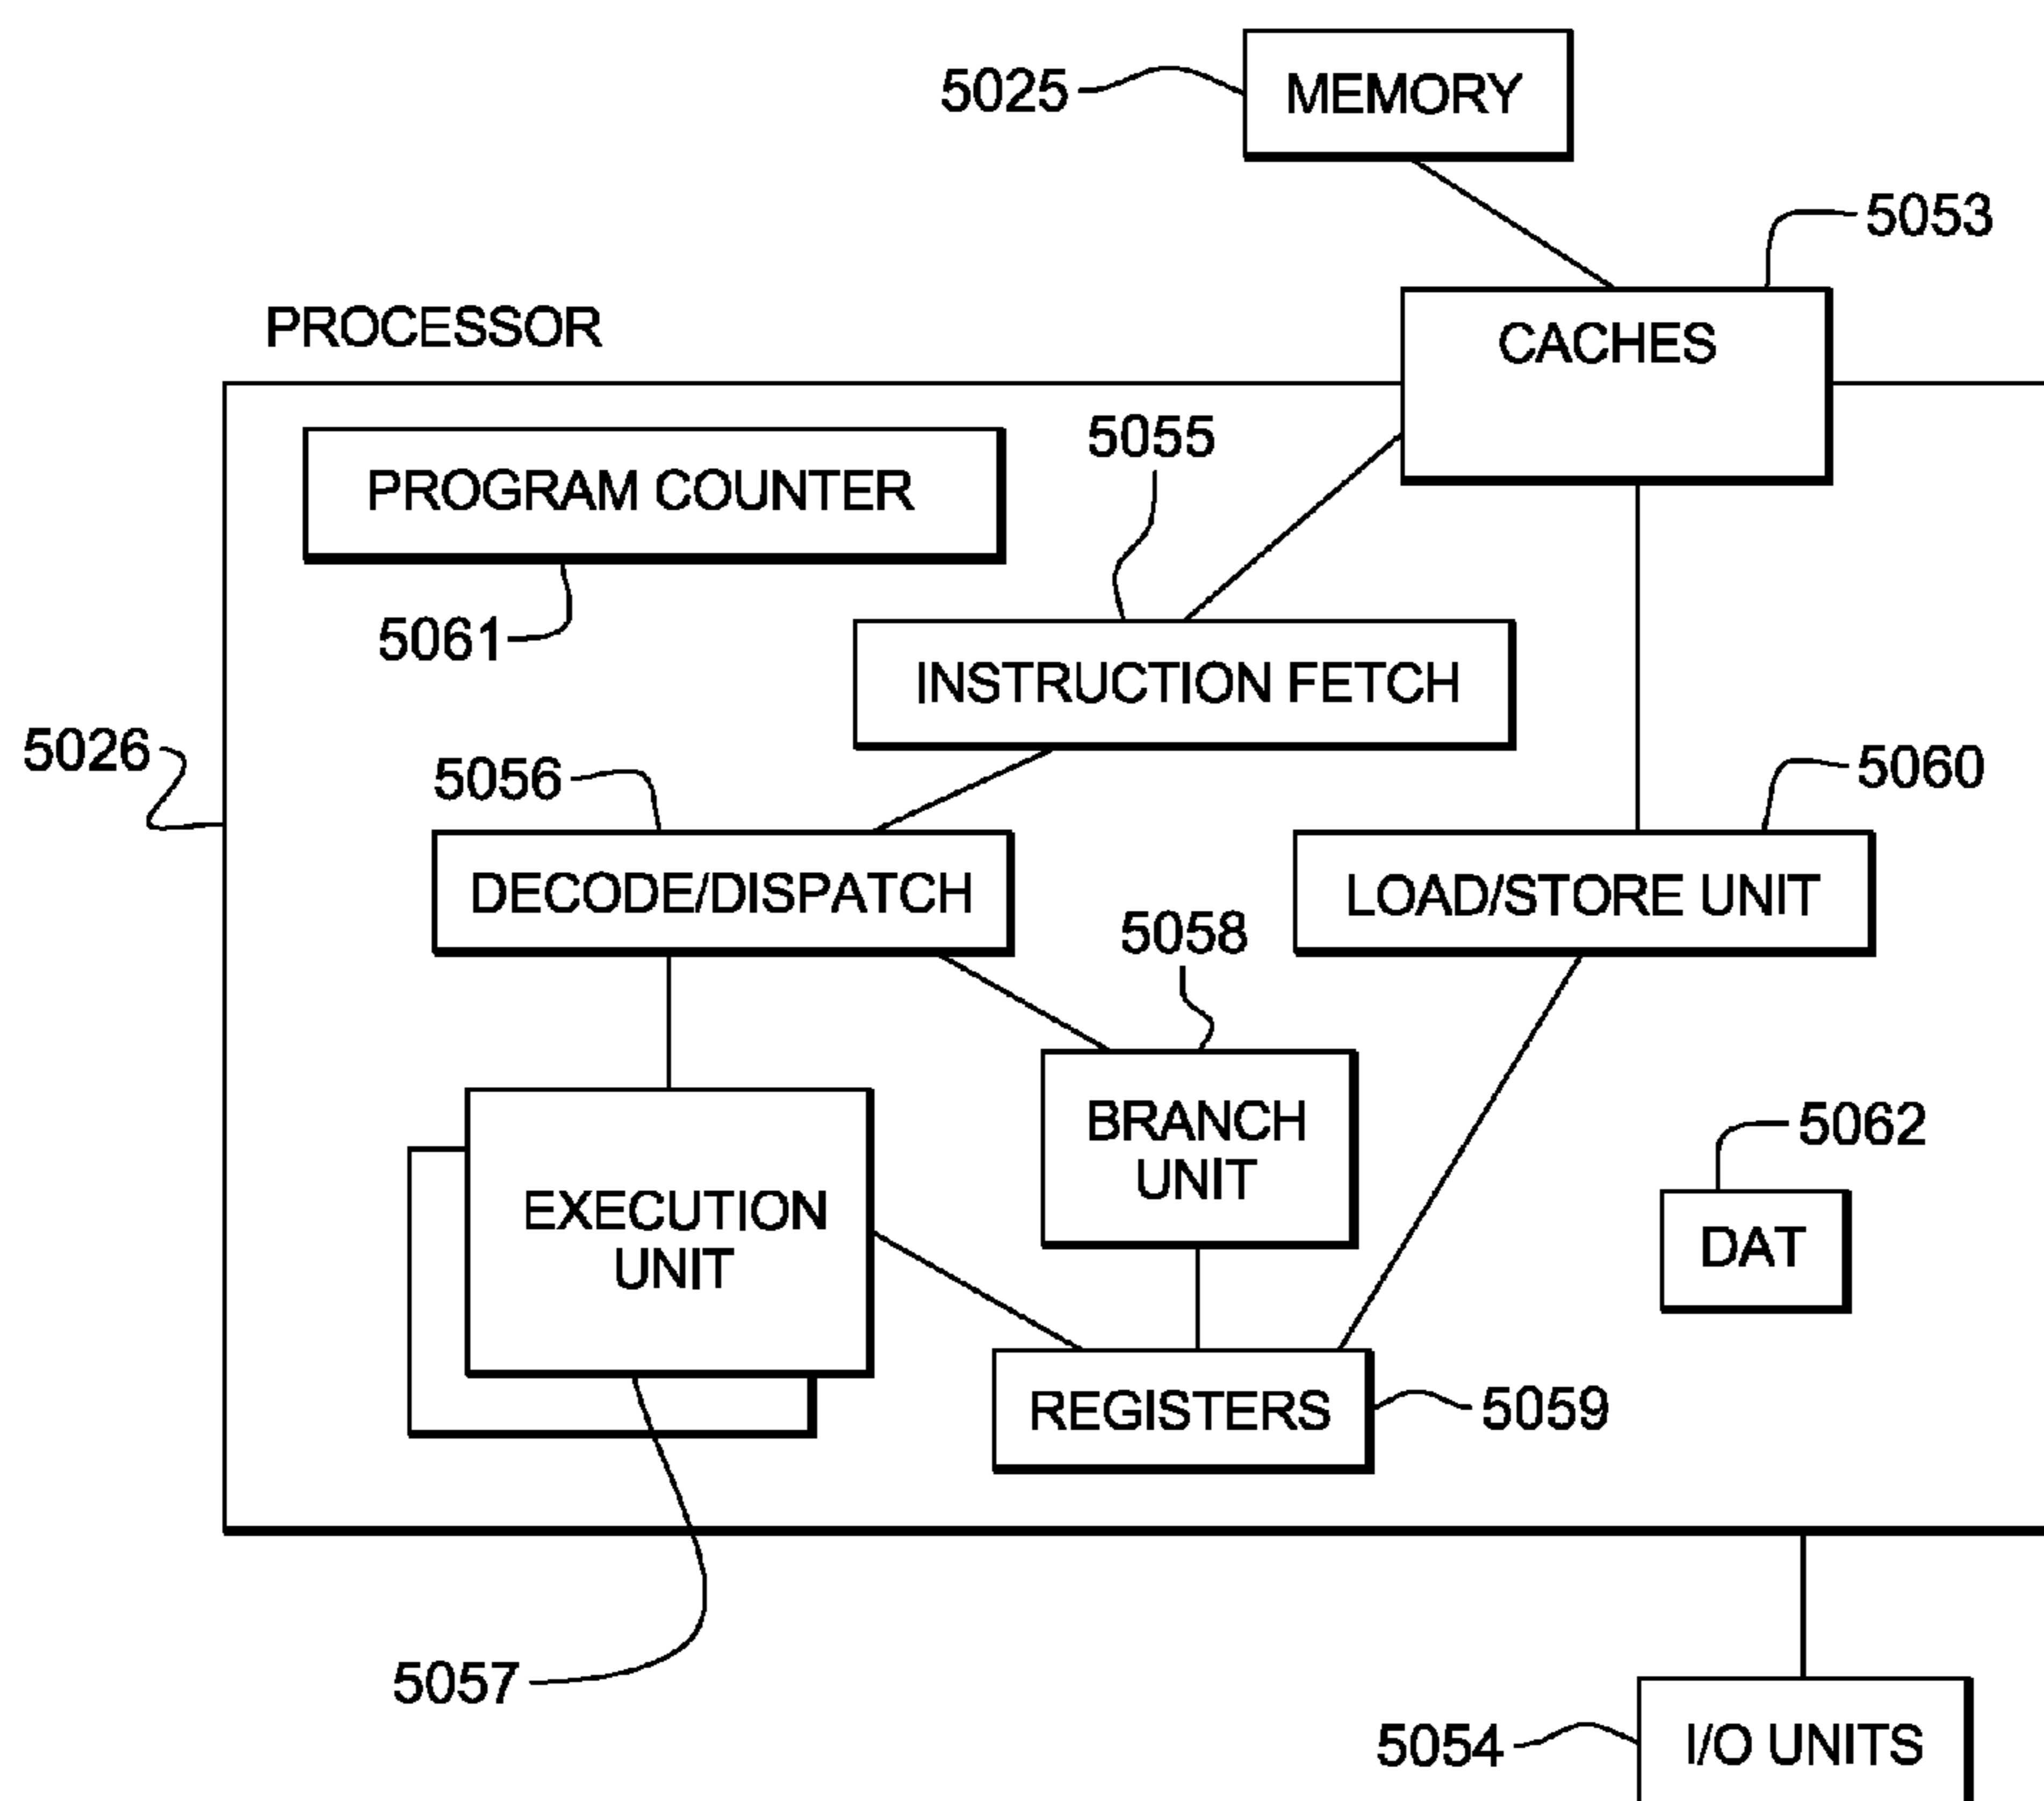 5025
MEMORY
5053
PROCESSOR
CACHES
5055
PROGRAM COUNTER
5061
INSTRUCTION FETCH
5026
5056
5060
DECODE/DISPATCH
LOAD/STORE UNIT
5058
BRANCH
UNIT
5062
EXECUTION
UNIT
DAT
REGISTERS
5059
5057
5054
I/O UNITS